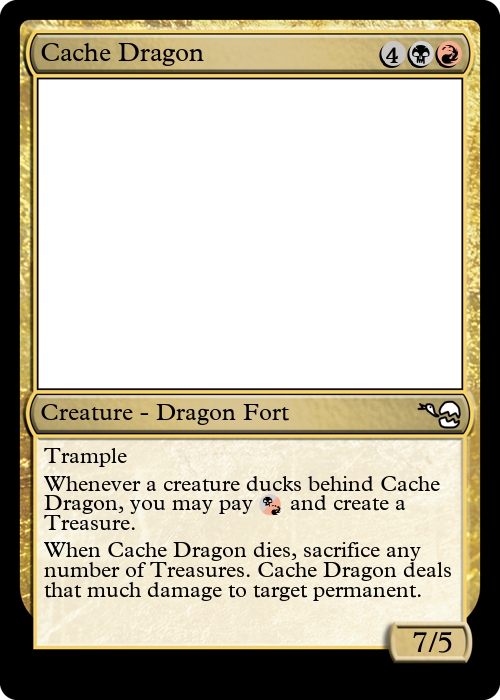 Cache Dragon 4
Creature - Dragon Fort
Trample
Whenever a creature ducks behind Cache
Dragon, you may pay and create a
Treasure.
When Cache Dragon dies, sacrifice any
number of Treasures. Cache Dragon deals
that much damage to target permanent.
7/5